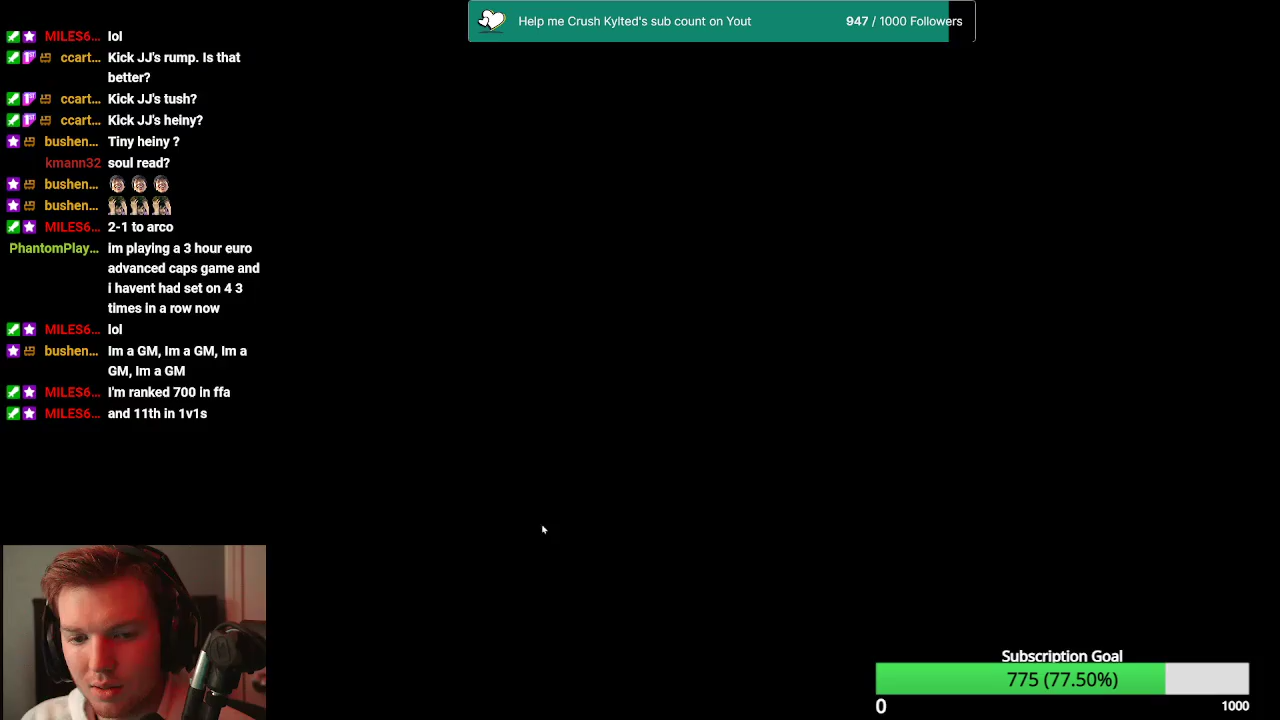 Help me Crush Kylted's sub count on Yout 947 / 1000 Followers
MILES6... lol
ccart... Kick JJ's rump. Is that
better?
ccart... Kick JJ's tush?
ccart... Kick JJ's heiny?
bushen... Tiny heiny ?
kmann32 soul read?
bushen...
bushen...
MILES6... 2-1 to arco
PhantomPlay... im playing a 3 hour euro
advanced caps game and
i havent had set on 4 3
times in a row now
MILES6... lol
bushen... Im a GM, Im a GM, Im a
GM, Im a GM
MILES6... I'm ranked 700 in ffa
MILES6... and 11th in 1v1s
Subscription Goal
775 (77.50%)
0 1000